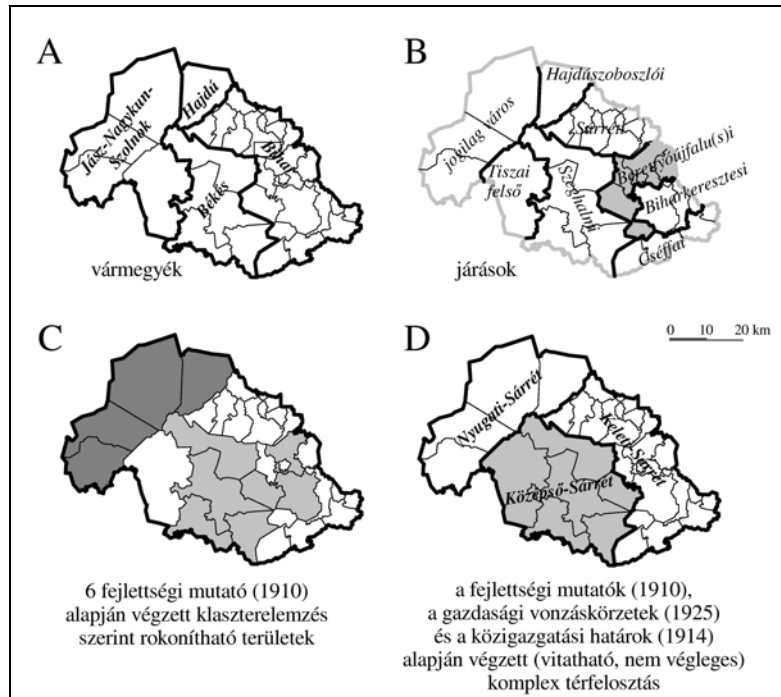 A
Jász-Nagykun-
Szolnok
Hajdú
Bihar
Békés
vármegyék
B
Hajdúszoboszlói
jogilag város
Sárréti
Berettyóújfalu(s)i
Tiszai
felső
Szeghalmi
Biharkeresztesi
Cséffai
járások
0 10 20 km
C
6 fejlettségi mutató (1910)
alapján végzett klaszterelemzés
szerint rokonítható területek
D
Nyugati-Sárrét
Keleti-Sárrét
Középső-Sárrét
a fejlettségi mutatók (1910),
a gazdasági vonzáskörzetek (1925)
és a közigazgatási határok (1914)
alapján végzett (vitatható, nem végleges)
komplex térfelosztás